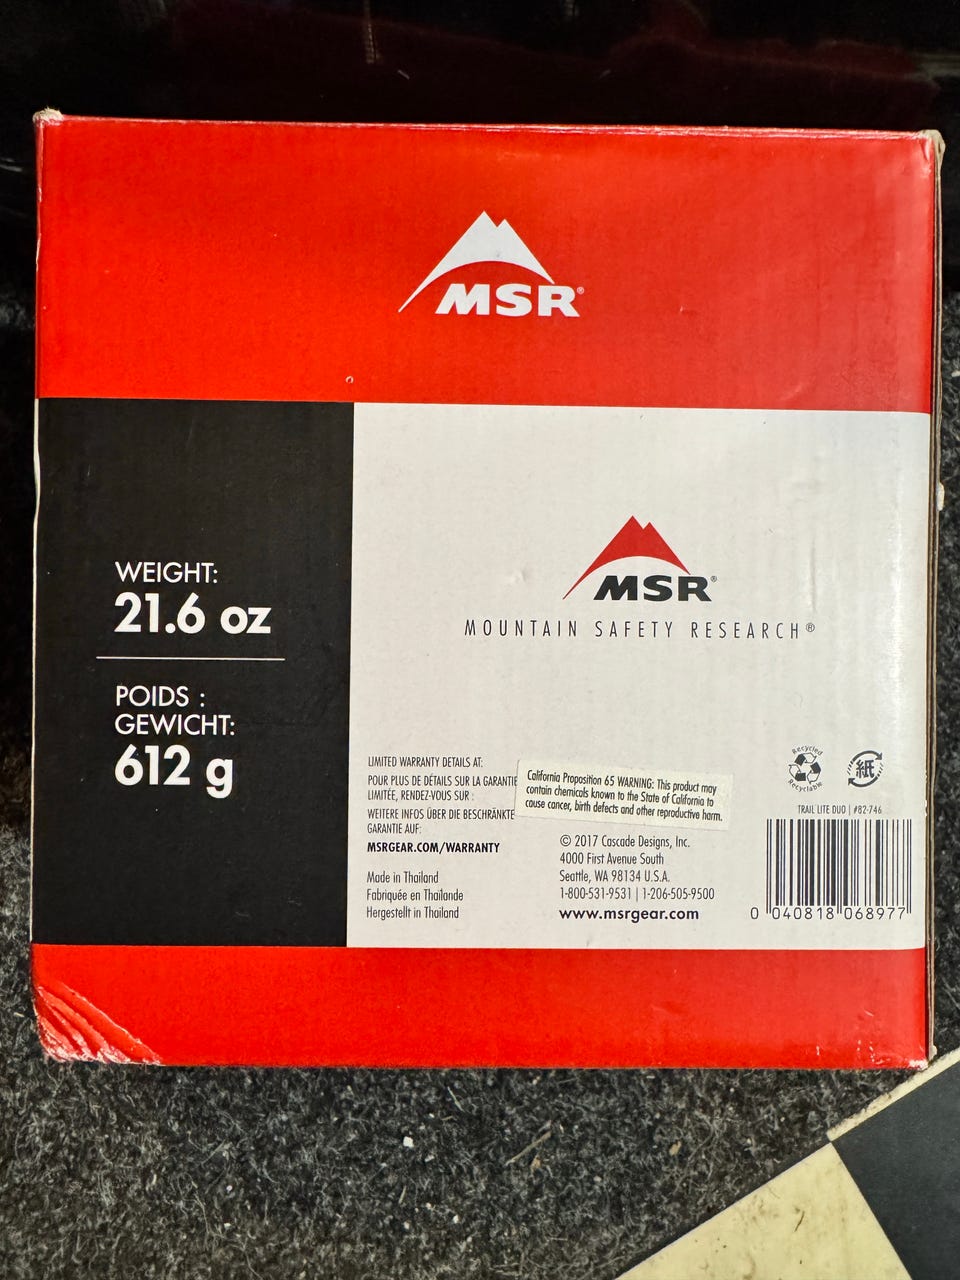 MSR®
WEIGHT:
21.6 oz
POIDS :
GEWICHT:
612 g
MSR®
MOUNTAIN SAFETY RESEARCH®
LIMITED WARRANTY DETAILS AT:
POUR PLUS DE DÉTAILS SUR LA GARANTIE
LIMITÉE, RENDEZ-VOUS SUR :
WEITERE INFOS ÜBER DIE BESCHRÄNKTE
GARANTIE AUF:
MSRGEAR.COM/WARRANTY
Made in Thailand
Fabriquée en Thaïlande
Hergestellt in Thailand
California Proposition 65 WARNING: This product may
contain chemicals known to the State of California to
cause cancer, birth defects and other reproductive harm.
© 2017 Cascade Designs, Inc.
4000 First Avenue South
Seattle, WA 98134 U.S.A.
1-800-531-9531 | 1-206-505-9500
www.msrgear.com
Recycled
Recyclable
紙
TRAIL LITE DUO | #82-746
0 040818 068977